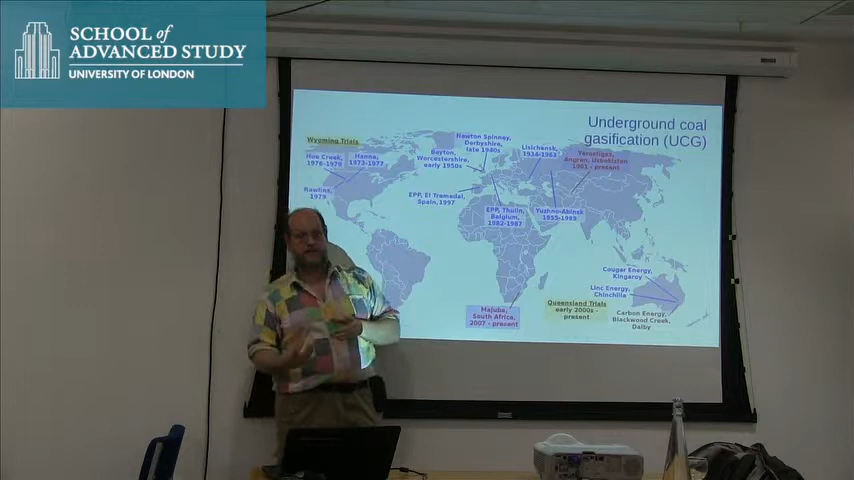 SCHOOL of
ADVANCED STUDY
UNIVERSITY OF LONDON
Underground coal
gasification (UCG)
Wyoming Trials
Hoe Creek,
1976-1979
Hanna,
1973-1977
Rawlins,
1979
Newton Spinney,
Derbyshire,
late 1940s
Bayton,
Worcestershire,
early 1950s
Lisichansk,
1934-1963
Yerostigaz,
Angren, Uzbekistan
1961 - present
EPP, El Tremedal,
Spain, 1997
EPP, Thulin,
Belgium,
1982-1987
Yuzhno-Abinsk
1955-1989
Cougar Energy,
Kingaroy
Linc Energy,
Chinchilla
Majuba,
South Africa,
2007 - present
Queensland Trials
early 2000s -
present
Carbon Energy,
Blackwood Creek,
Dalby